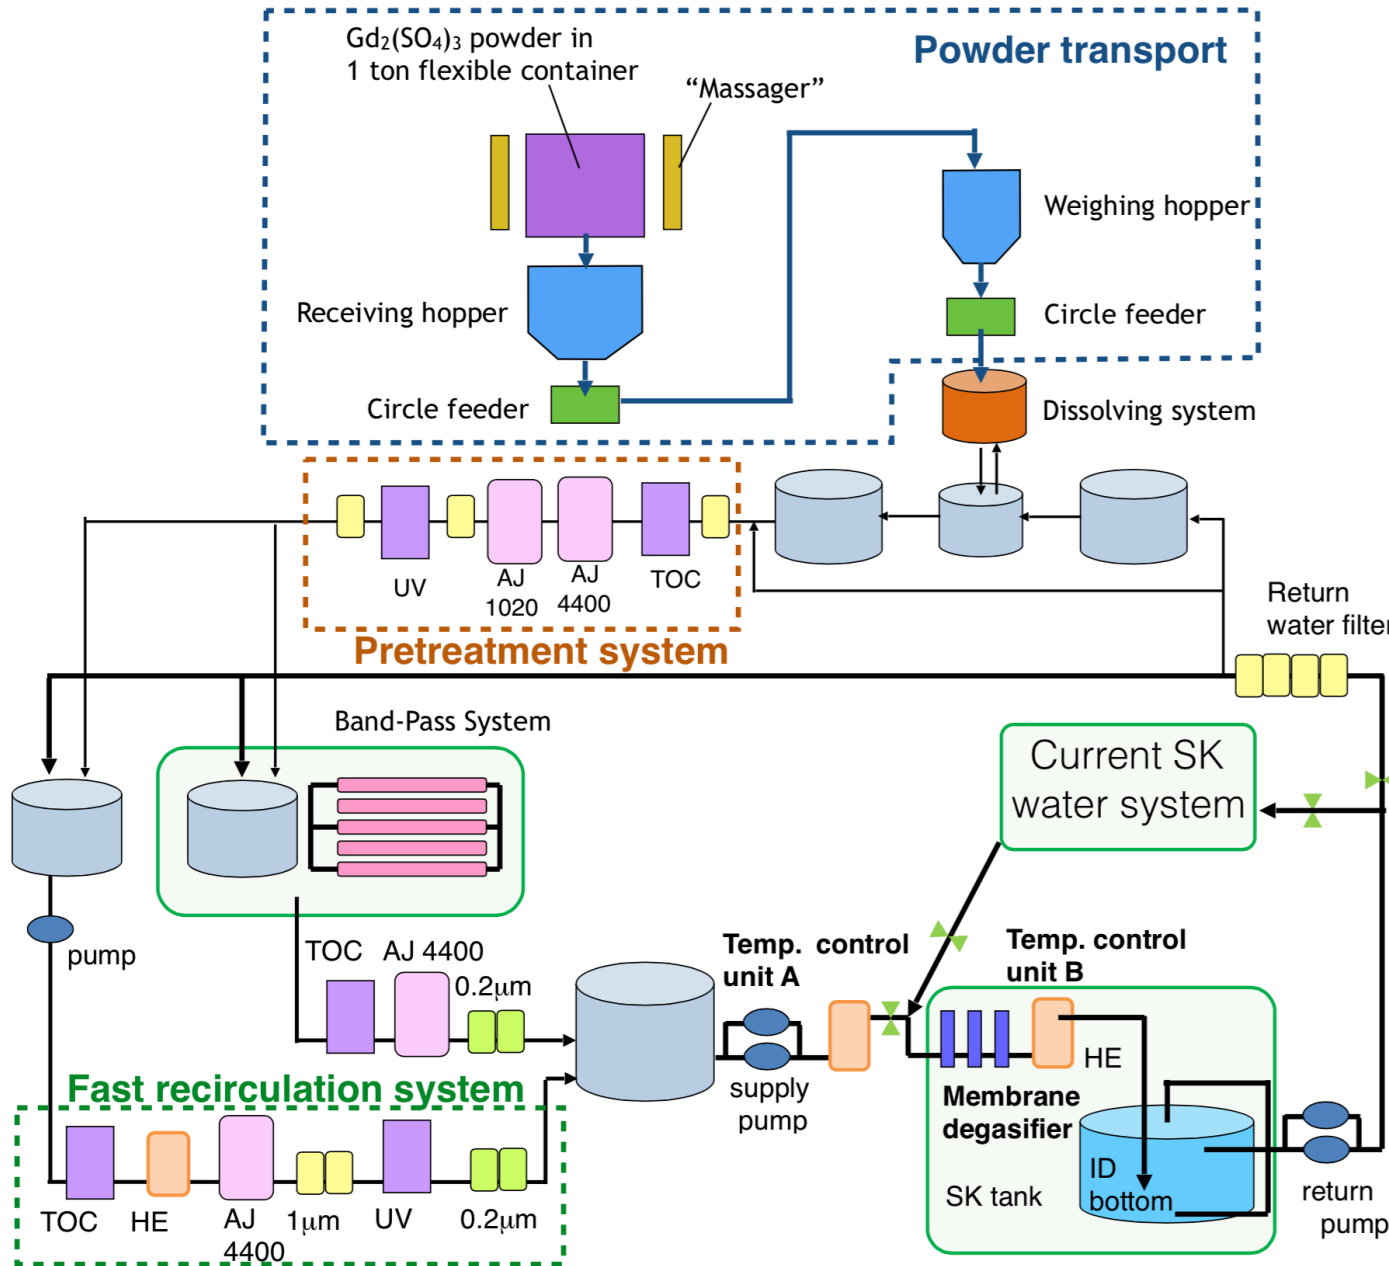 Gd₂(SO₄)₃ powder in
1 ton flexible container
Powder transport
“Massager”
Weighing hopper
Receiving hopper
Circle feeder
Circle feeder
Dissolving system
UV
AJ
1020
AJ
4400
TOC
Pretreatment system
Return
water filter
Band-Pass System
Current SK
water system
pump
TOC
AJ 4400
0.2μm
Temp. control
unit A
Temp. control
unit B
supply
pump
HE
Membrane
degasifier
SK tank
ID
bottom
return
pump
Fast recirculation system
TOC
HE
AJ
4400
1μm
UV
0.2μm